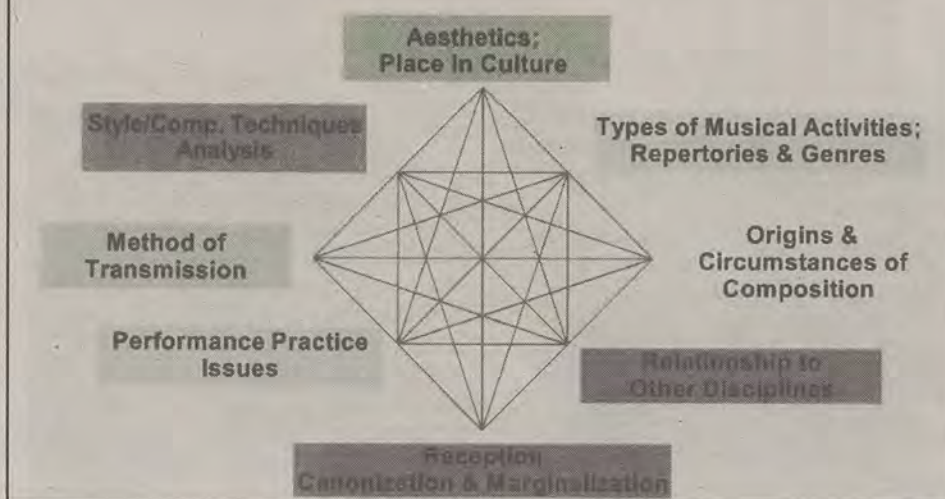 Aesthetics;
Place In Culture
Style/Comp. Techniques
Analysis
Types of Musical Activities;
Repertories & Genres
Method of
Transmission
Origins &
Circumstances of
Composition
Performance Practice
Issues
Relationship to
Other Disciplines
Reception
Canonization & Marginalization